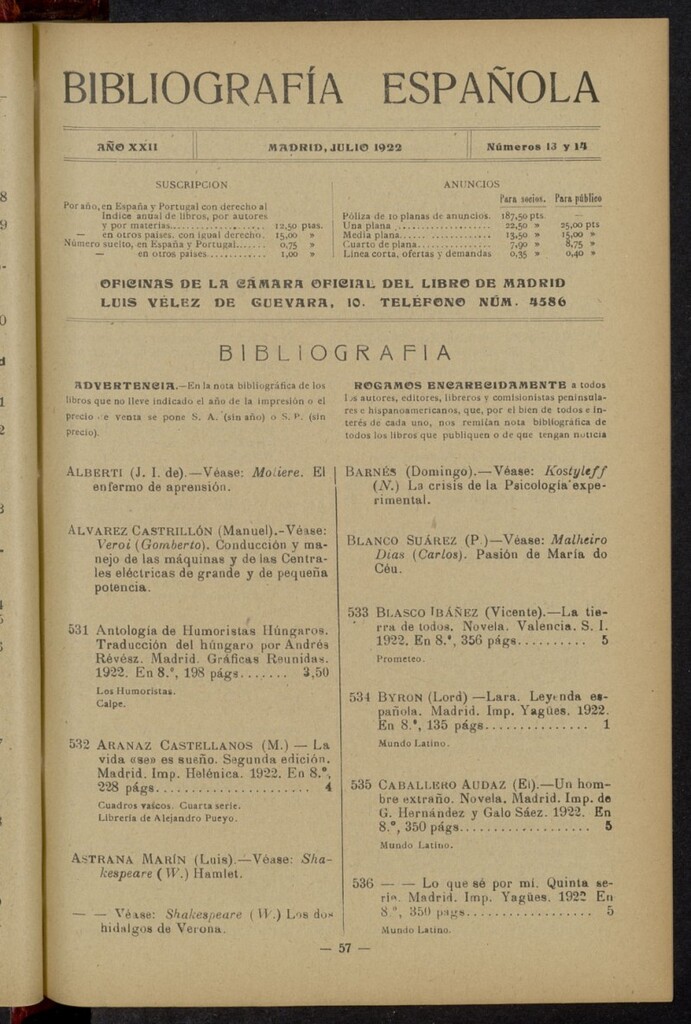 BIBLIOGRAFÍA ESPAÑOLA
AÑO XXII
MADRID, JULIO 1922
Números 13 y 14
SUSCRIPCION
Por año, en España y Portugal con derecho al
Indice anual de libros, por autores
y por materias.................... 12,50 ptas.
— en otros países, con igual derecho. 15,00 »
Número suelto, en España y Portugal...... 0,75 »
— en otros países............ 1,00 »
ANUNCIOS
Para socios. Para público
Póliza de 10 planas de anuncios. 187,50 pts. —
Una plana .................... 22,50 » 25,00 pts
Media plana.................... 13,50 » 15,00 »
Cuarto de plana................ 7,90 » 8,75 »
Linea corta, ofertas y demandas 0,35 » 0,40 »
OFICINAS DE LA CÁMARA OFICIAL DEL LIBRO DE MADRID
LUIS VÉLEZ DE GUEVARA, 10. TELÉFONO NÚM. 4586
BIBLIOGRAFIA
ADVERTENCIA.—En la nota bibliográfica de los
libros que no lleve indicado el año de la impresión o el
precio de venta se pone S. A. (sin año) o S. P. (sin
precio).
ALBERTI (J. I. de).—Véase: Moliere. El
enfermo de aprensión.
ALVAREZ CASTRILLÓN (Manuel).-Véase:
Veroi (Gomberto). Conducción y ma-
nejo de las máquinas y de las Centra-
les eléctricas de grande y de pequeña
potencia.
531 Antología de Humoristas Húngaros.
Traducción del húngaro por Andrés
Révész. Madrid. Gráficas Reunidas.
1922. En 8.º, 198 págs....... 3,50
Los Humoristas.
Calpe.
532 ARANAZ CASTELLANOS (M.) — La
vida «se» es sueño. Segunda edición.
Madrid. Imp. Helénica. 1922. En 8.º,
228 págs..................... 4
Cuadros vascos. Cuarta serie.
Librería de Alejandro Pueyo.
ASTRANA MARÍN (Luis).—Véase: Sha-
kespeare (W.) Hamlet.
— — Véase: Shakespeare (W.) Los dos
hidalgos de Verona.
ROGAMOS ENCARECIDAMENTE a todos
los autores, editores, libreros y comisionistas peninsula-
res e hispanoamericanos, que, por el bien de todos e in-
terés de cada uno, nos remitan nota bibliográfica de
todos los libros que publiquen o de que tengan noticia
BARNÉS (Domingo).—Véase: Kostyleff
(N.) La crisis de la Psicología expe-
rimental.
BLANCO SUÁREZ (P.)—Véase: Malheiro
Dias (Carlos). Pasión de María do
Céu.
533 BLASCO IBÁÑEZ (Vicente).—La tie-
rra de todos. Novela. Valencia. S. I.
1922. En 8.º, 356 págs.......... 5
Prometeo.
534 BYRON (Lord) —Lara. Leyenda es-
pañola. Madrid. Imp. Yagües. 1922.
En 8.º, 135 págs............... 1
Mundo Latino.
535 CABALLERO AUDAZ (El).—Un hom-
bre extraño. Novela. Madrid. Imp. de
G. Hernández y Galo Sáez. 1922. En
8.º, 350 págs................... 5
Mundo Latino.
536 — — Lo que sé por mí. Quinta se-
rie. Madrid. Imp. Yagües. 1922 En
8.º, 350 pags.................. 5
Mundo Latino.
— 57 —